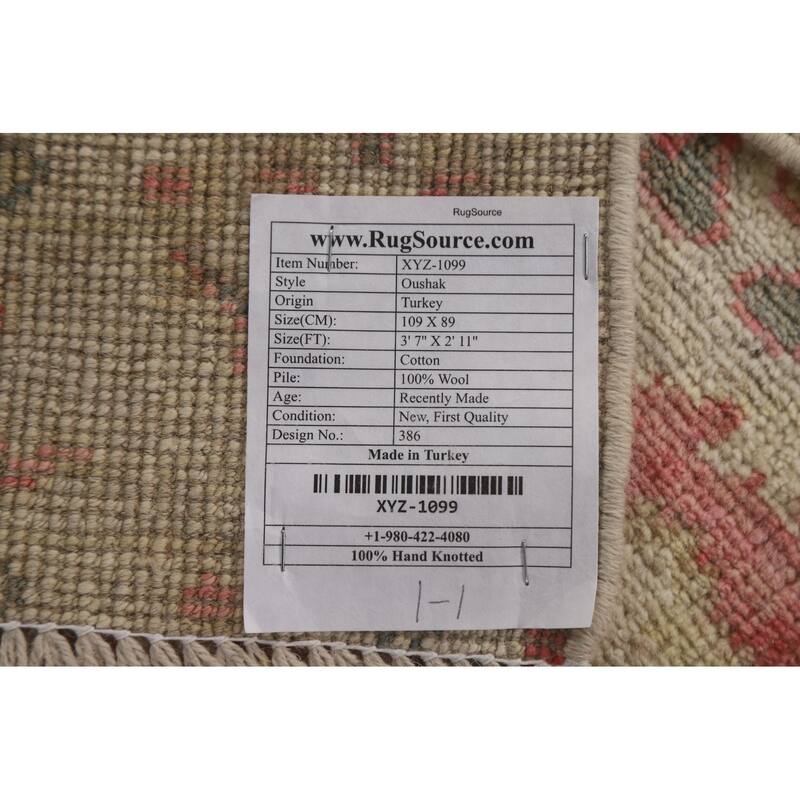 RugSource
www.RugSource.com
Item Number: XYZ-1099
Style Oushak
Origin Turkey
Size(CM): 109 X 89
Size(FT): 3' 7" X 2' 11"
Foundation: Cotton
Pile: 100% Wool
Age: Recently Made
Condition: New, First Quality
Design No.: 386
Made in Turkey
XYZ-1099
+1-980-422-4080
100% Hand Knotted
1-1